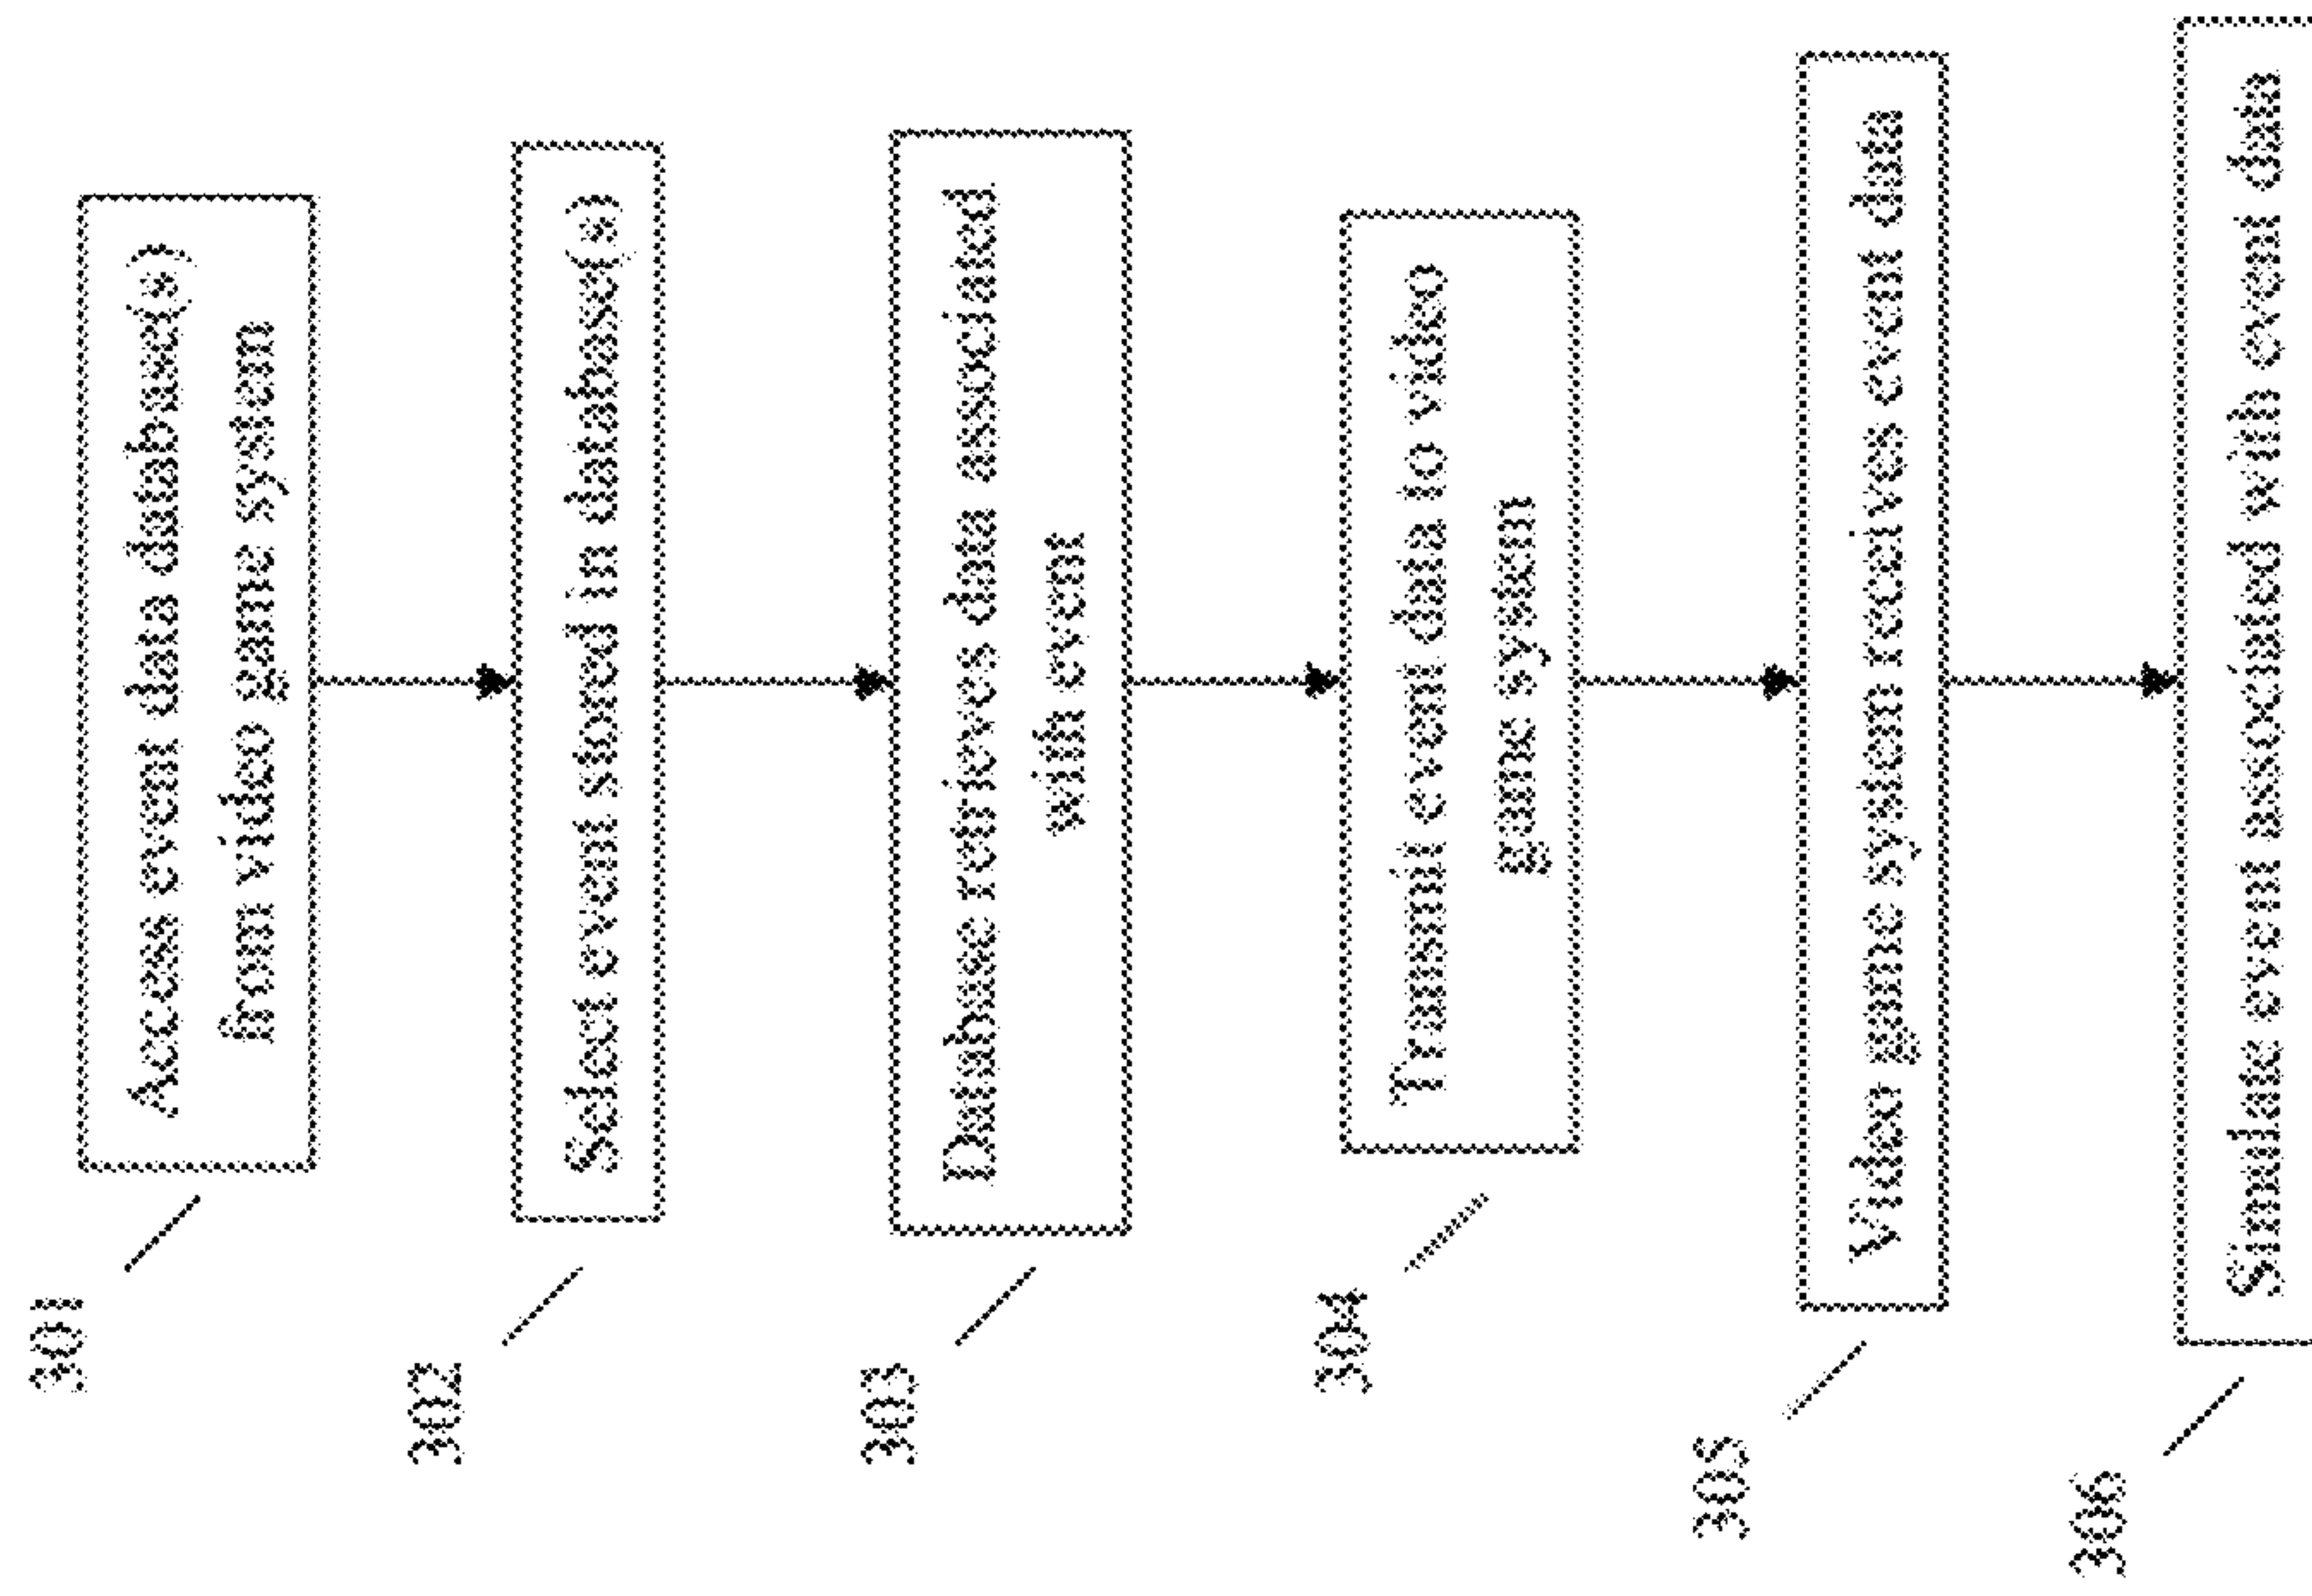 301
Access event data database(s)
from video game system
302
Select event stored in database(s)
303
Database retrieves data associated
with event
304
Transmit event data to video
game system
305
Video game system receives event data
306
Simulate event associated with event data